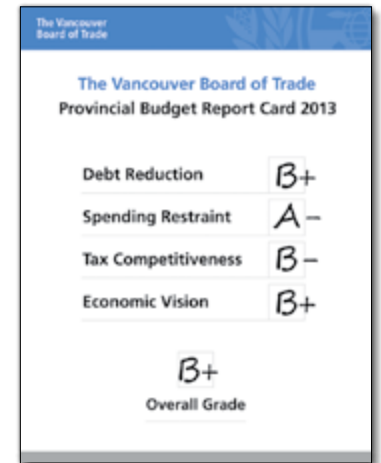 The Vancouver
Board of Trade
The Vancouver Board of Trade
Provincial Budget Report Card 2013
Debt Reduction B+
Spending Restraint A-
Tax Competitiveness B-
Economic Vision B+
B+
Overall Grade